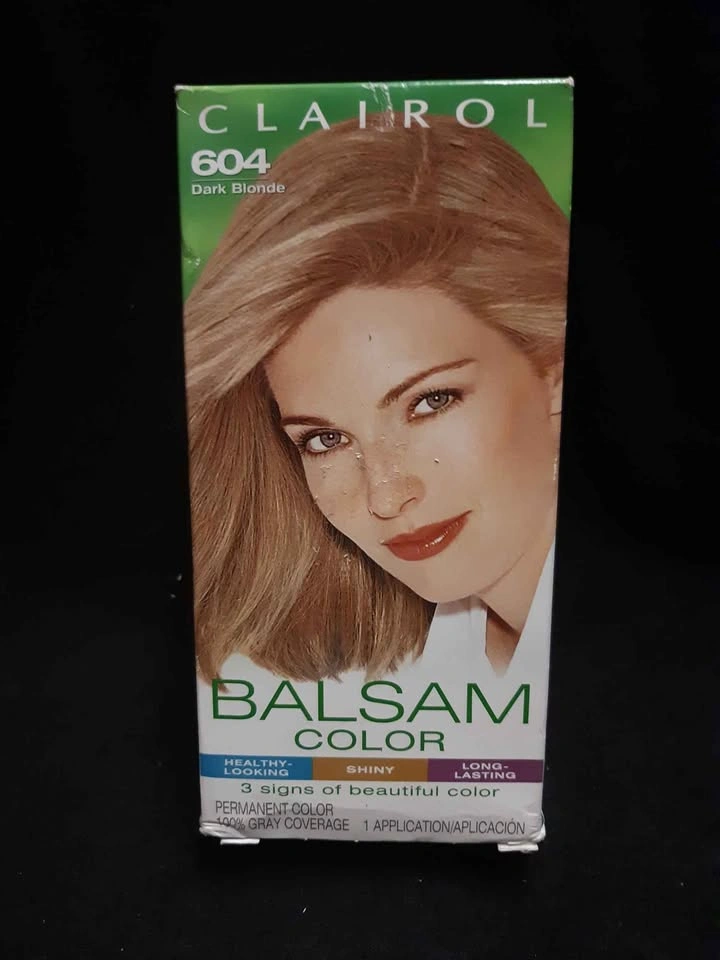 CLAIROL
604
Dark Blonde
BALSAM
COLOR
HEALTHY-
LOOKING
SHINY
LONG-
LASTING
3 signs of beautiful color
PERMANENT COLOR
100% GRAY COVERAGE 1 APPLICATION/APLICACIÓN